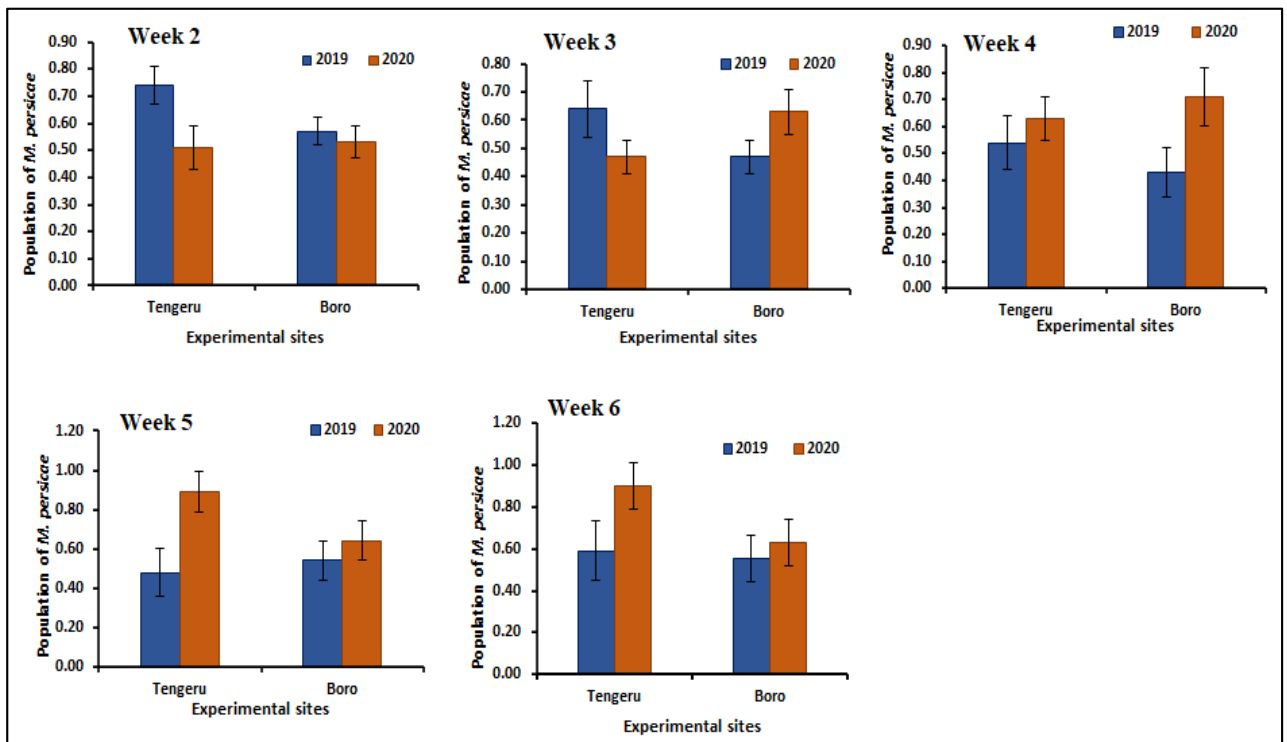 Week 2
2019 2020
Population of M. persicae
0.90
0.80
0.70
0.60
0.50
0.40
0.30
0.20
0.10
0.00
Tengeru Boro
Experimental sites
Week 3
2019 2020
Population of M. persicae
0.80
0.70
0.60
0.50
0.40
0.30
0.20
0.10
0.00
Tengeru Boro
Experimental sites
Week 4
2019 2020
Population of M. persicae
0.90
0.80
0.70
0.60
0.50
0.40
0.30
0.20
0.10
0.00
Tengeru Boro
Experimental sites
Week 5
2019 2020
Population of M. persicae
1.20
1.00
0.80
0.60
0.40
0.20
0.00
Tengeru Boro
Experimental sites
Week 6
2019 2020
Population of M. persicae
1.20
1.00
0.80
0.60
0.40
0.20
0.00
Tengeru Boro
Experimental sites